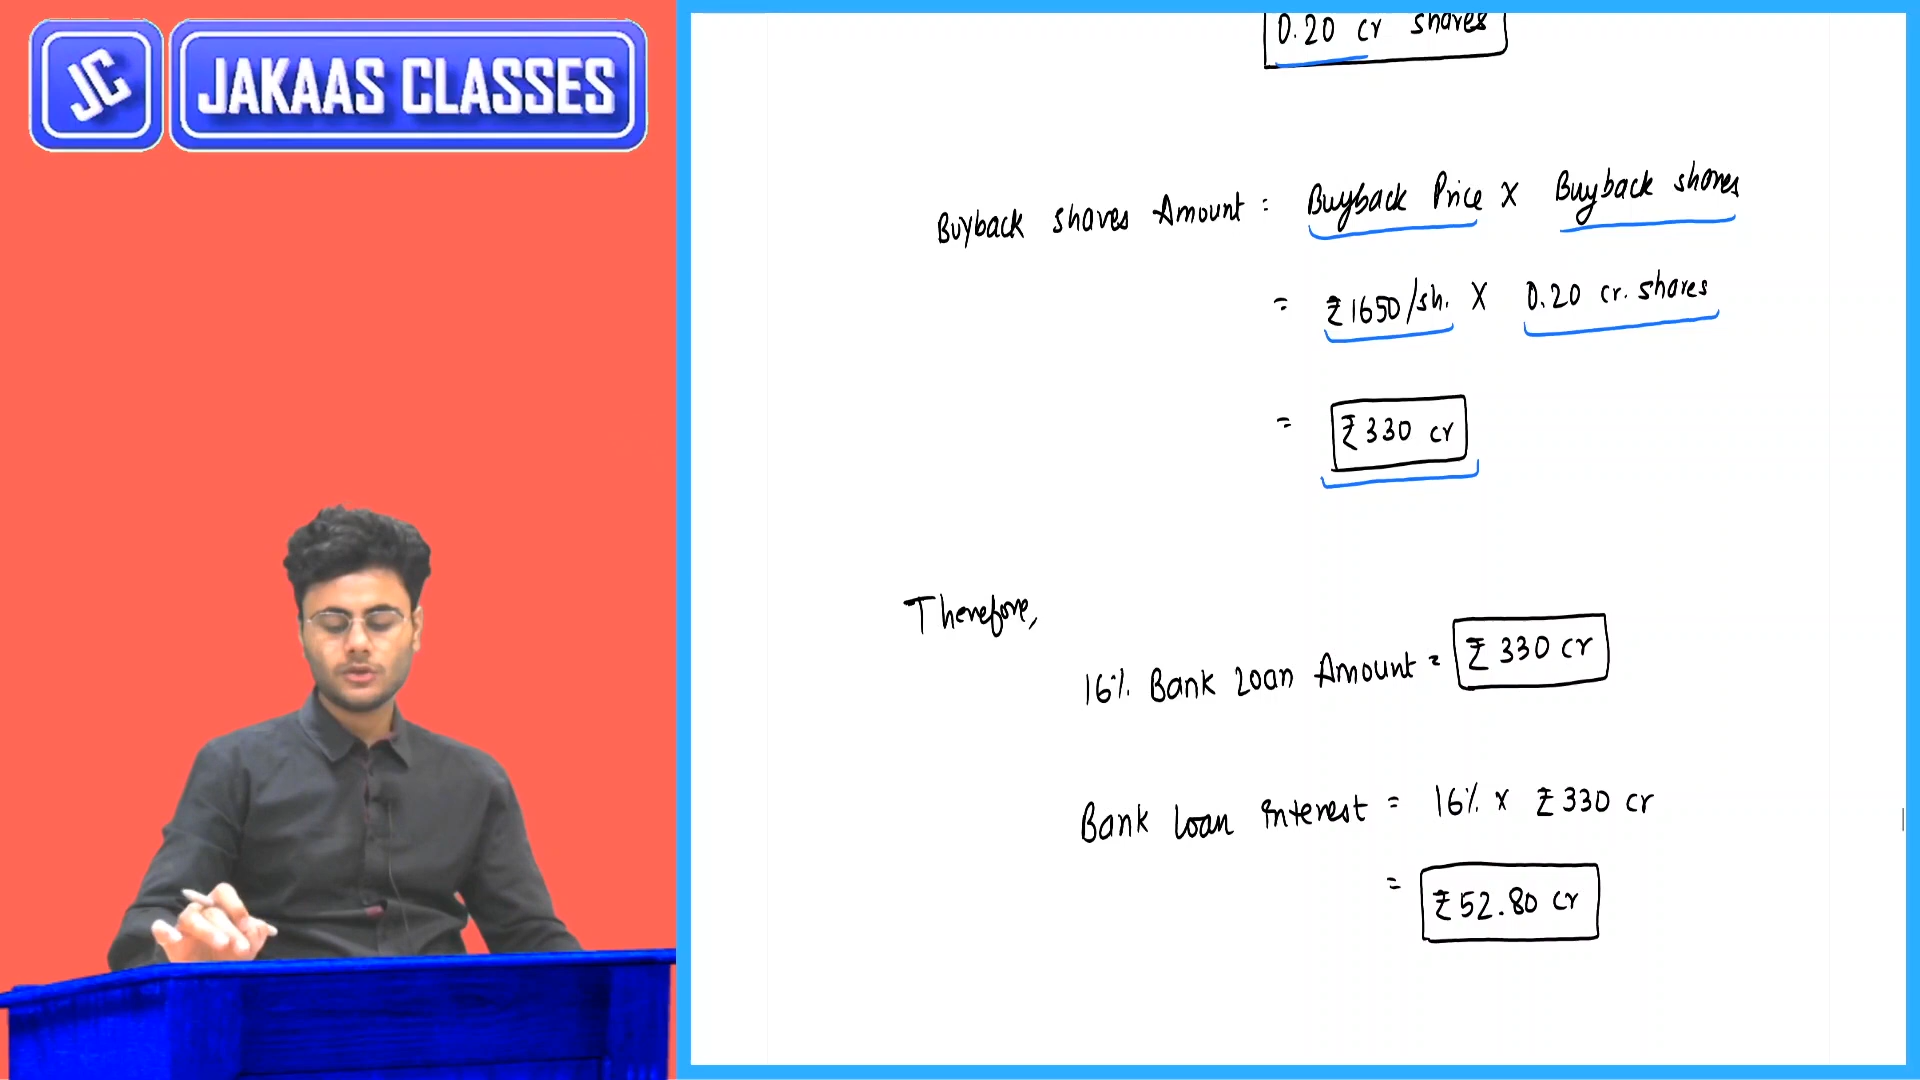 JC JAKAAS CLASSES
0.20 cr shares
Buyback shares Amount = Buyback Price X Buyback shares
= ₹1650/sh. X 0.20 cr. shares
= ₹330 cr
Therefore,
16% Bank Loan Amount = ₹330 cr
Bank loan interest = 16% x ₹330 cr
= ₹52.80 cr